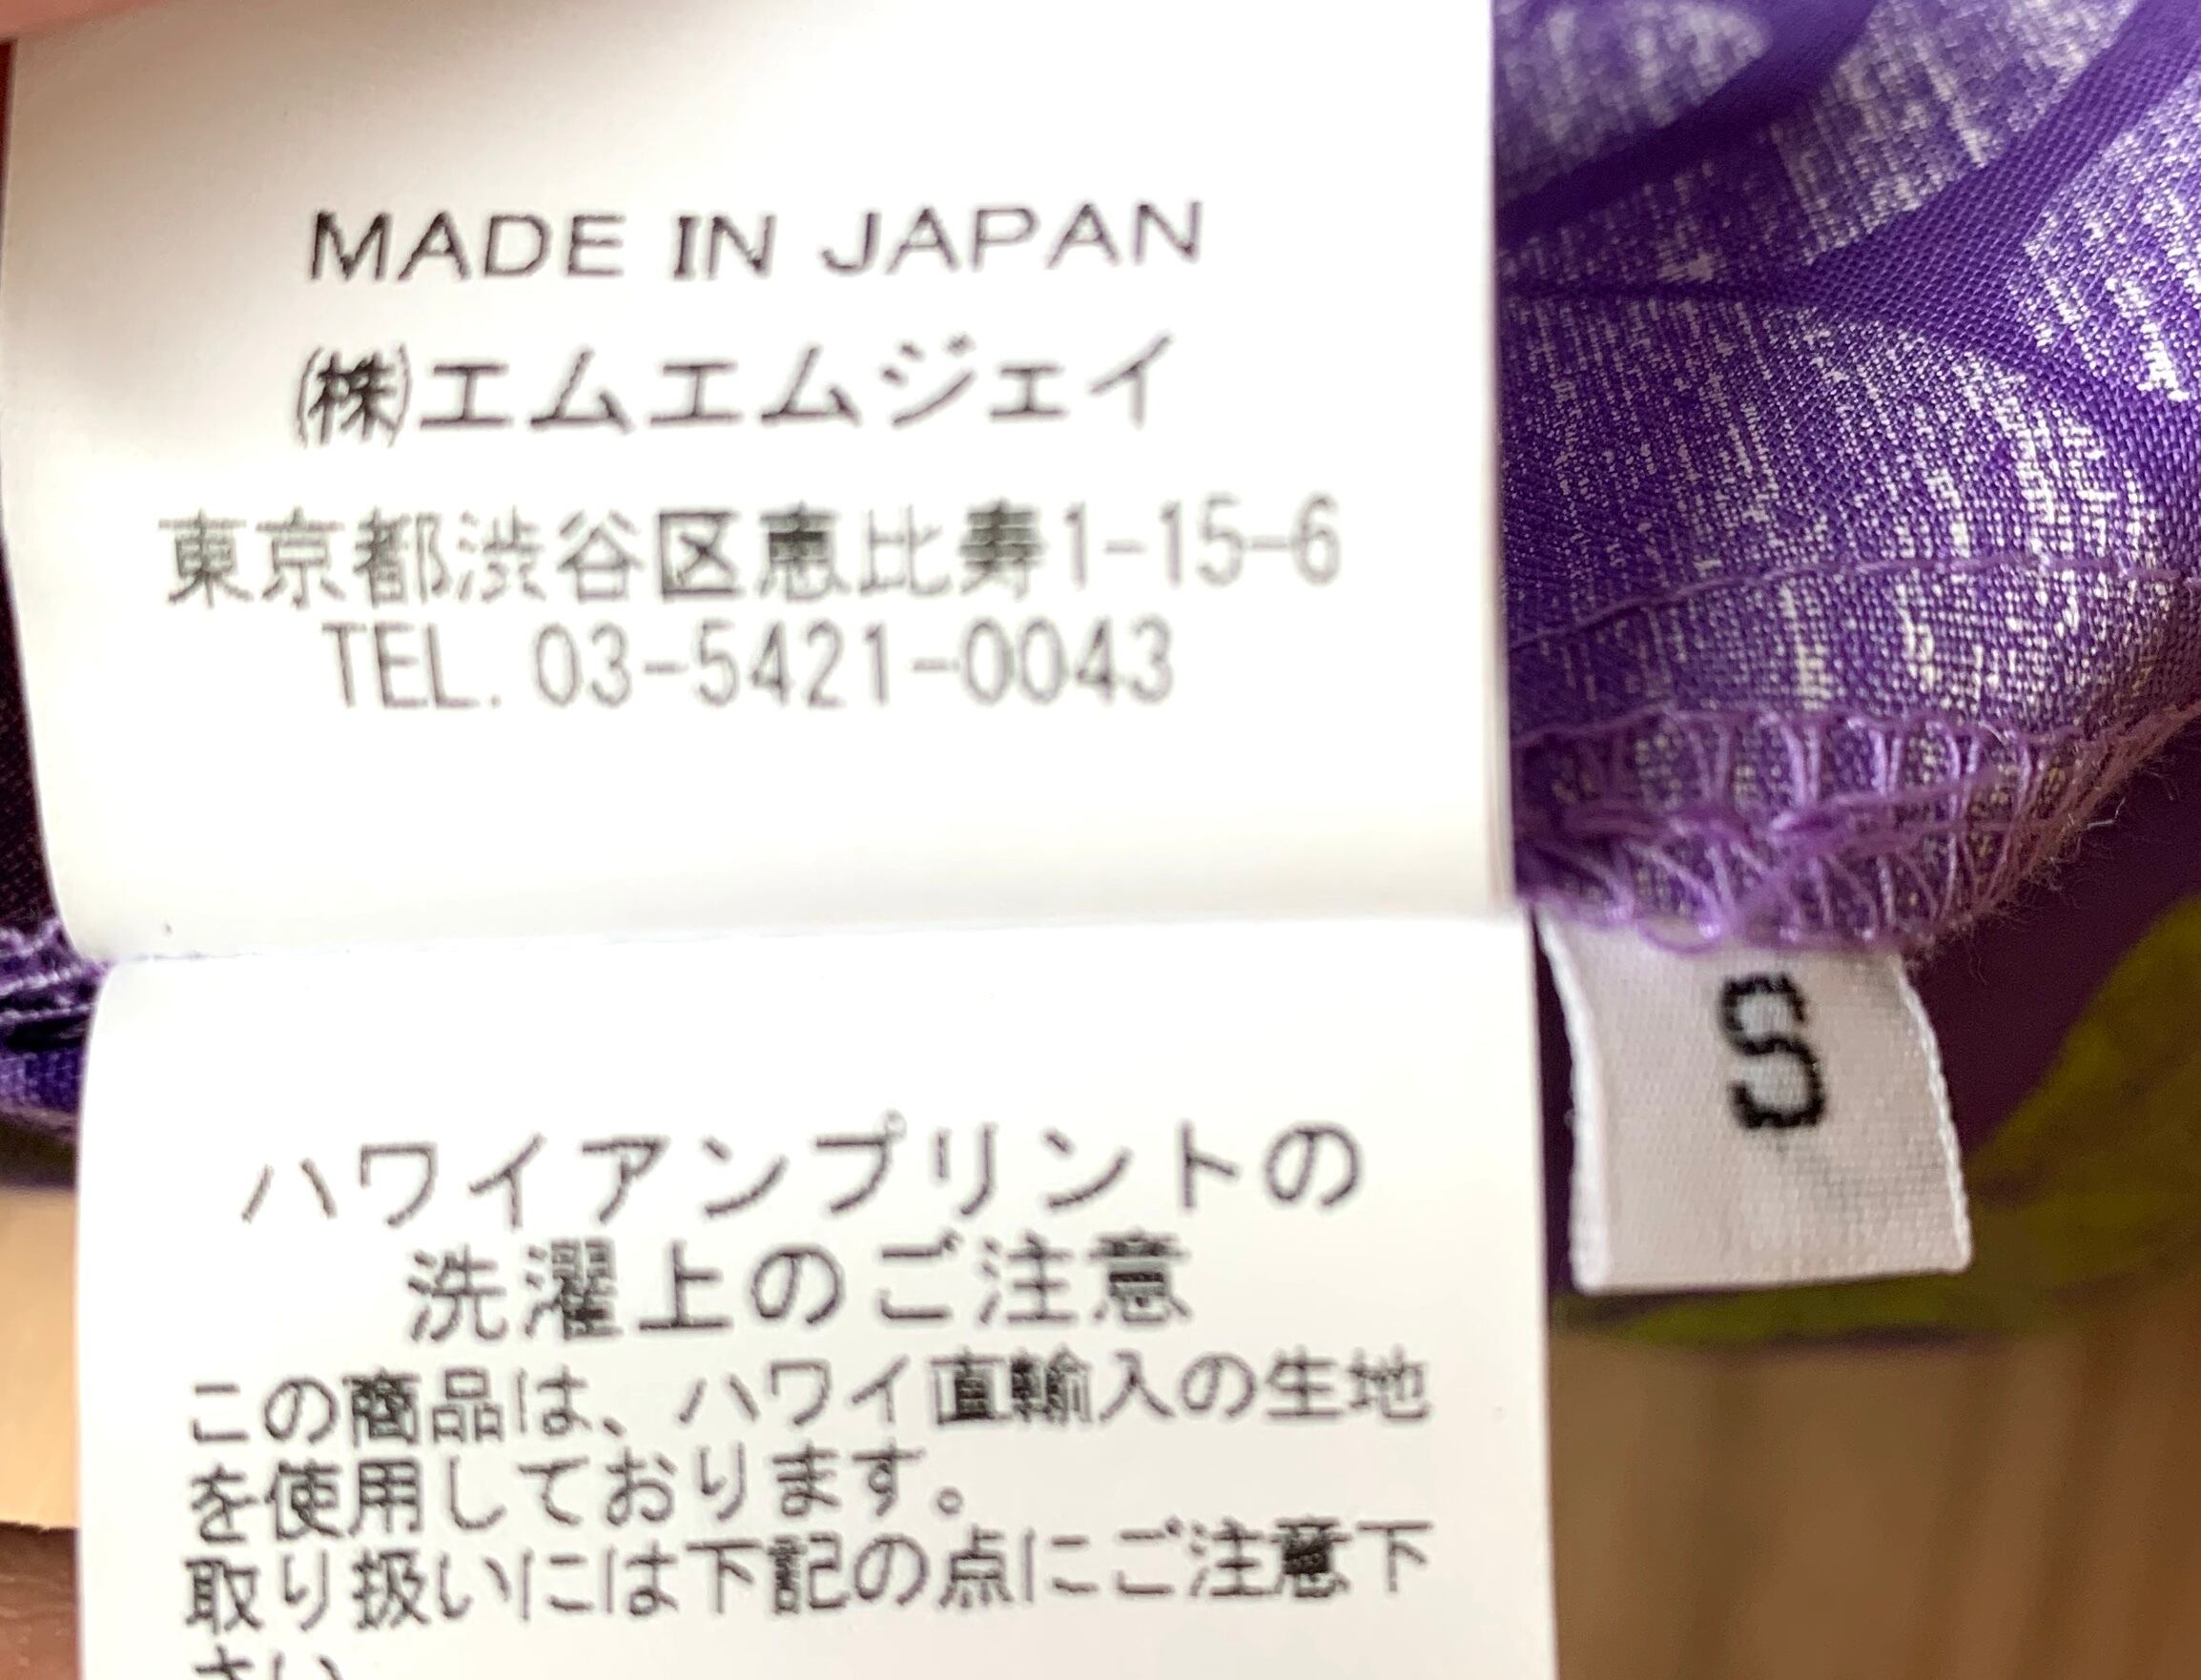 MADE IN JAPAN
㈱エムエムジェイ
東京都渋谷区恵比寿1-15-6
TEL. 03-5421-0043
S
ハワイアンプリントの
洗濯上のご注意
この商品は、ハワイ直輸入の生地
を使用しております。
取り扱いには下記の点にご注意下
さい